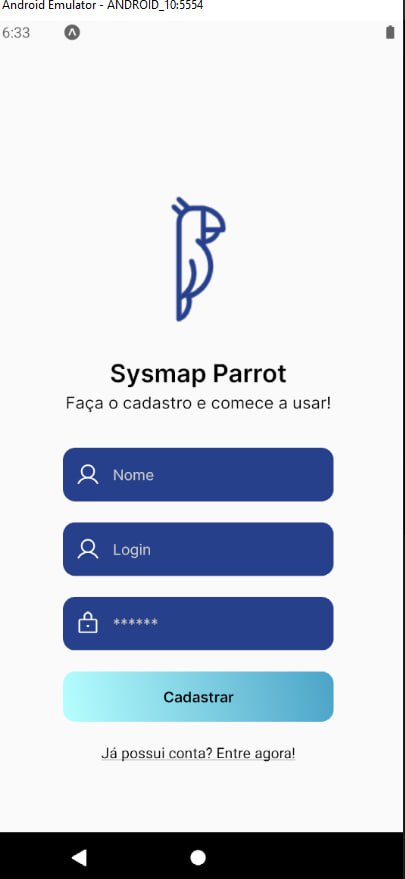 Android Emulator - ANDROID_10:5554
6:33
Sysmap Parrot
Faça o cadastro e comece a usar!
Nome
Login
******
Cadastrar
Já possui conta? Entre agora!